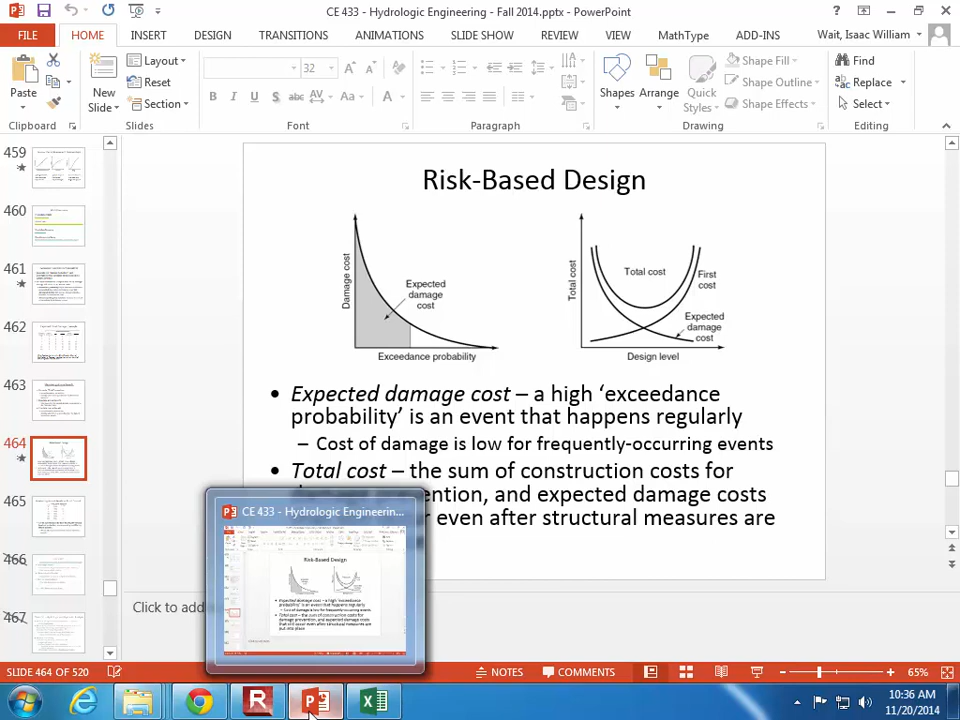 CE 433 - Hydrologic Engineering - Fall 2014.pptx - PowerPoint
?
FILE HOME INSERT DESIGN TRANSITIONS ANIMATIONS SLIDE SHOW REVIEW VIEW MathType ADD-INS Wait, Isaac William
Paste
New
Slide
Layout
Reset
Section
32
B I U S abc AV Aa A
Shapes Arrange Quick
Styles
Shape Fill
Shape Outline
Shape Effects
Find
Replace
Select
Clipboard Slides Font Paragraph Drawing Editing
459
460
461
462
463
464
465
466
467
Risk-Based Design
Damage cost
Expected
damage
cost
Exceedance probability
Total cost
Total cost
First
cost
Expected
damage
cost
Design level
• Expected damage cost – a high ‘exceedance
probability’ is an event that happens regularly
– Cost of damage is low for frequently-occurring events
• Total cost – the sum of construction costs for
and expected damage costs
even after structural measures are
CE 433 - Hydrologic Engineerin...
Risk-Based Design
Click to add
SLIDE 464 OF 520 NOTES COMMENTS 65%
10:36 AM
11/20/2014